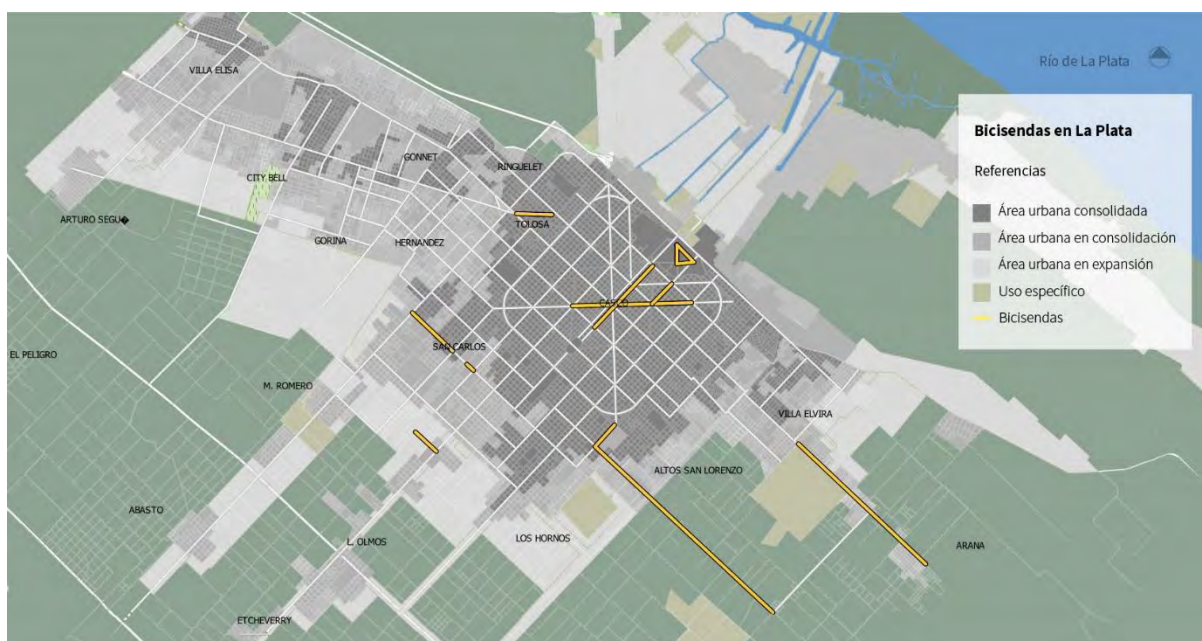 Río de La Plata
Bicisendas en La Plata
Referencias
Área urbana consolidada
Área urbana en consolidación
Área urbana en expansión
Uso específico
Bicisendas
VILLA ELISA
GONNET
RINGUELET
CITY BELL
ARTURO SEGU�
TOLOSA
GORINA
HERNANDEZ
CASCO
SAN CARLOS
EL PELIGRO
M. ROMERO
VILLA ELVIRA
ALTOS SAN LORENZO
ABASTO
LOS HORNOS
L. OLMOS
ARANA
ETCHEVERRY